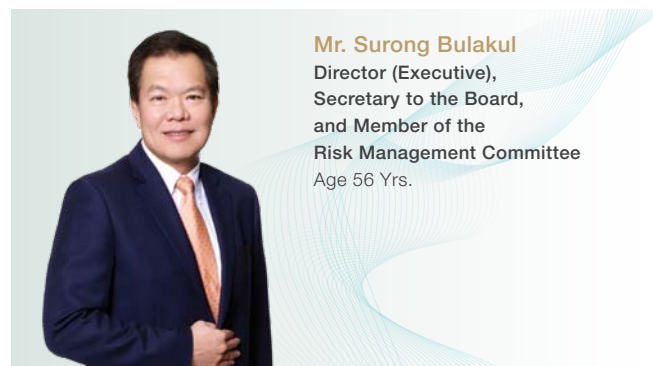 Mr. Surong Bulakul
Director (Executive),
Secretary to the Board,
and Member of the
Risk Management Committee
Age 56 Yrs.